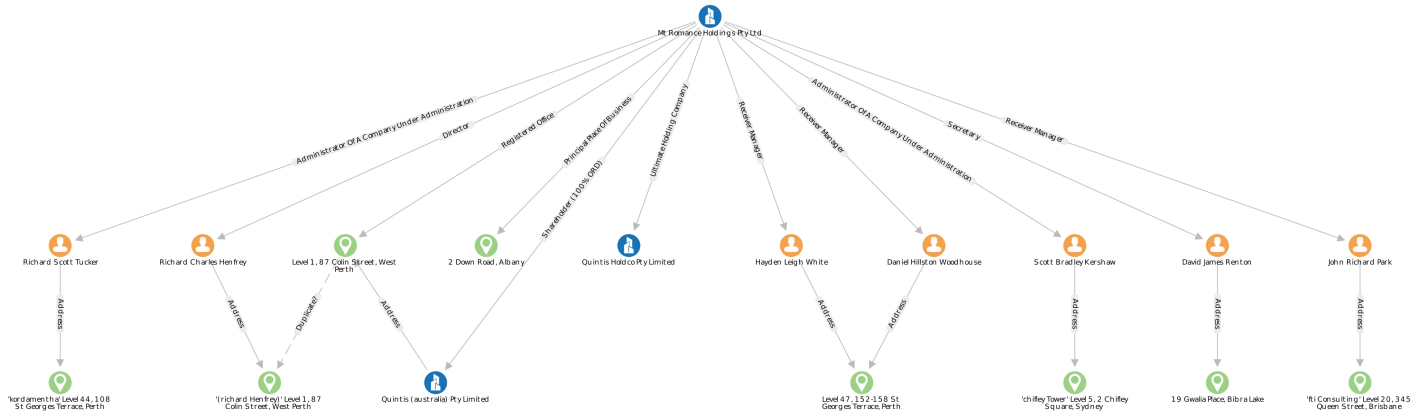 Mt Romance Holdings Pty Ltd
Administrator Of A Company Under Administration
Director
Registered Office
Principal Place Of Business
Shareholder (100% ORD)
Ultimate Holding Company
Receiver Manager
Receiver Manager
Administrator Of A Company Under Administration
Secretary
Receiver Manager
Richard Scott Tucker
Richard Charles Henfrey
Level 1, 87 Colin Street, West
Perth
2 Down Road, Albany
Quintis Holdco Pty Limited
Hayden Leigh White
Daniel Hillston Woodhouse
Scott Bradley Kershaw
David James Renton
John Richard Park
Address
Address
Duplicate?
Address
Address
Address
Address
Address
Address
'kordamentha' Level 44, 108
St Georges Terrace, Perth
'(richard Henfrey)' Level 1, 87
Colin Street, West Perth
Quintis (australia) Pty Limited
Level 47, 152-158 St
Georges Terrace, Perth
'chifley Tower' Level 5, 2 Chifley
Square, Sydney
19 Gwalia Place, Bibra Lake
'fti Consulting' Level 20, 345
Queen Street, Brisbane